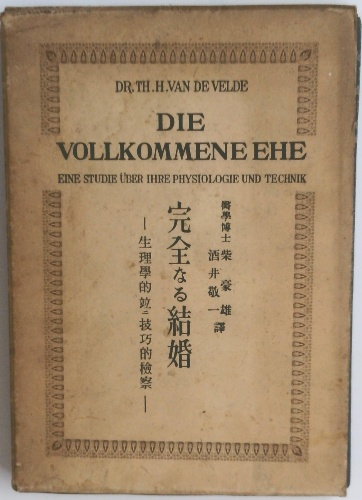 DR. TH. H. VAN DE VELDE
DIE
VOLLKOMMENE EHE
EINE STUDIE ÜBER IHRE PHYSIOLOGIE UND TECHNIK
醫學博士 柴豪雄
酒井敬一 譯
完全なる結婚
―生理學的竝ニ技巧的檢察―